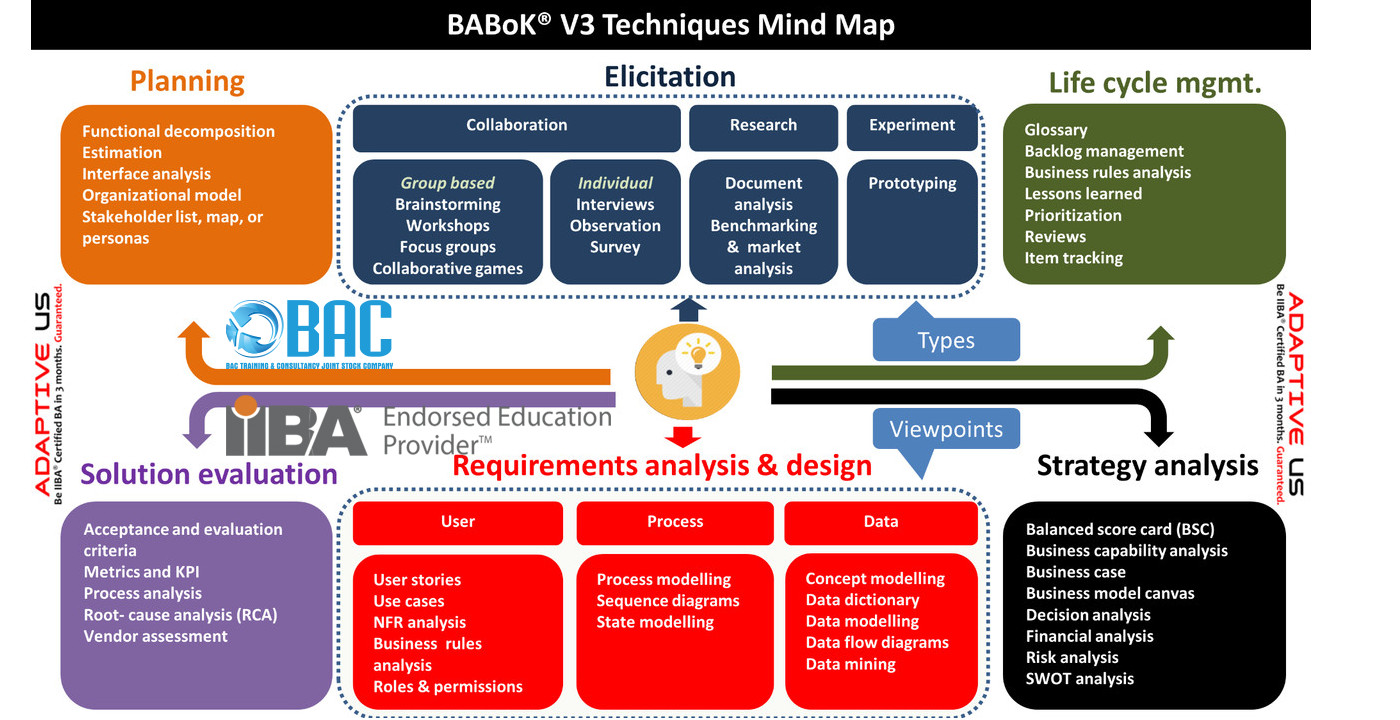 BABoK® V3 Techniques Mind Map
Planning
Functional decomposition
Estimation
Interface analysis
Organizational model
Stakeholder list, map, or
personas
Elicitation
Collaboration
Research
Experiment
Group based
Brainstorming
Workshops
Focus groups
Collaborative games
Individual
Interviews
Observation
Survey
Document
analysis
Benchmarking
& market
analysis
Prototyping
Life cycle mgmt.
Glossary
Backlog management
Business rules analysis
Lessons learned
Prioritization
Reviews
Item tracking
ADAPTIVE US
Be IIBA® Certified BA in 3 months. Guaranteed.
BAC
BAC TRAINING & CONSULTANCY JOINT STOCK COMPANY
iiBA®
Endorsed Education
Provider™
Types
Viewpoints
ADAPTIVE US
Be IIBA® Certified BA in 3 months. Guaranteed.
Solution evaluation
Acceptance and evaluation
criteria
Metrics and KPI
Process analysis
Root- cause analysis (RCA)
Vendor assessment
Requirements analysis & design
User
Process
Data
User stories
Use cases
NFR analysis
Business rules
analysis
Roles & permissions
Process modelling
Sequence diagrams
State modelling
Concept modelling
Data dictionary
Data modelling
Data flow diagrams
Data mining
Strategy analysis
Balanced score card (BSC)
Business capability analysis
Business case
Business model canvas
Decision analysis
Financial analysis
Risk analysis
SWOT analysis